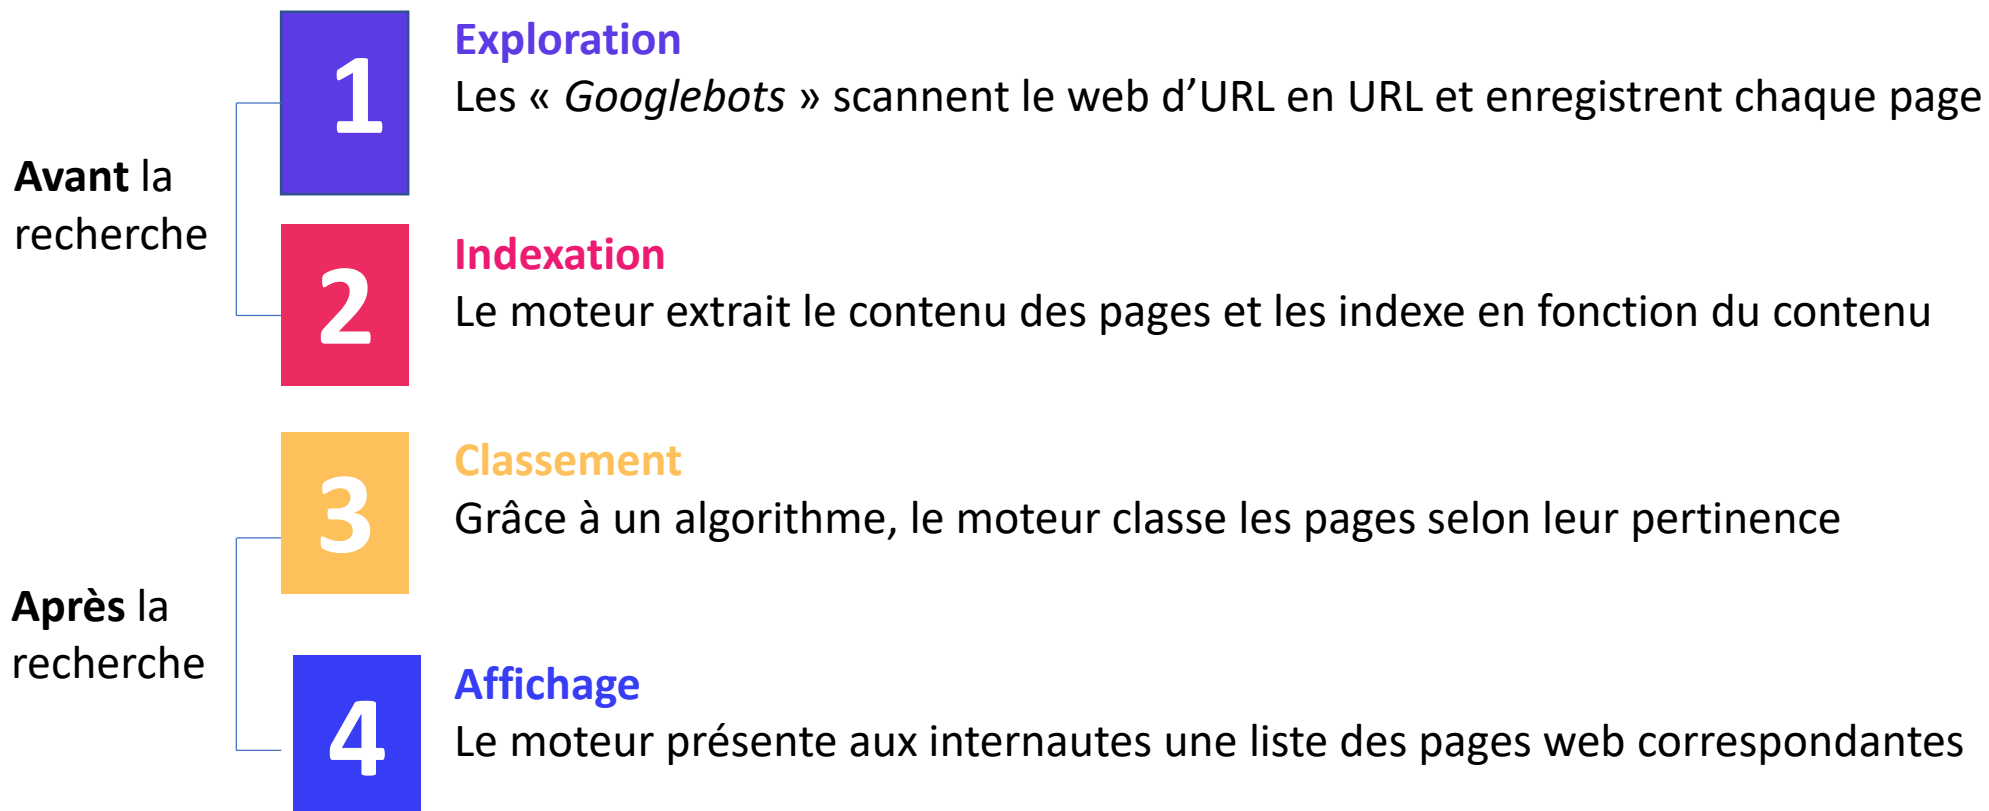 1
Exploration
Les « Googlebots » scannent le web d’URL en URL et enregistrent chaque page
Avant la
recherche
2
Indexation
Le moteur extrait le contenu des pages et les indexe en fonction du contenu
3
Classement
Grâce à un algorithme, le moteur classe les pages selon leur pertinence
Après la
recherche
4
Affichage
Le moteur présente aux internautes une liste des pages web correspondantes